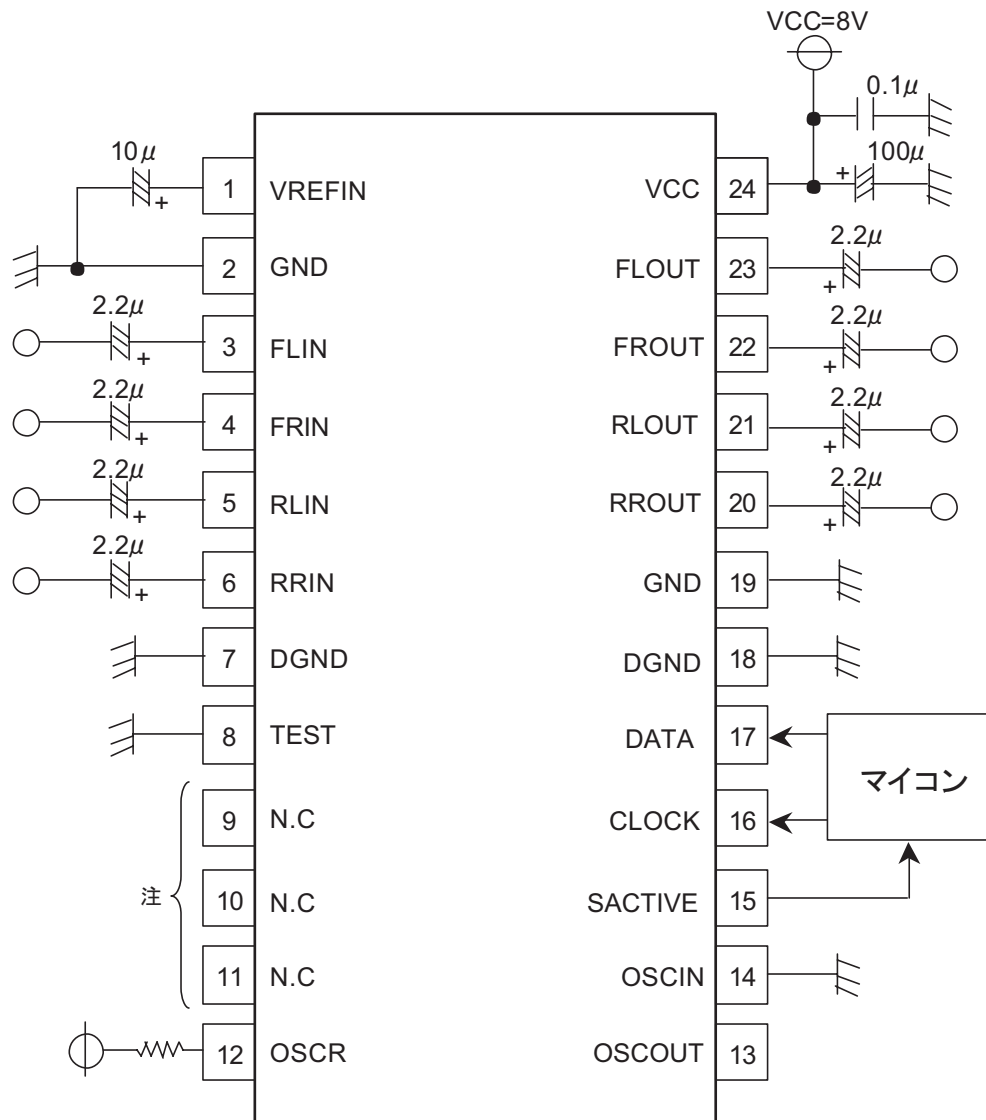 VCC=8V
0.1μ
10μ
100μ
1 VREFIN
VCC 24
+
+
2 GND
2.2μ
FLOUT 23
+
2.2μ
3 FLIN
+
2.2μ
FROUT 22
+
2.2μ
4 FRIN
+
2.2μ
RLOUT 21
+
2.2μ
5 RLIN
+
2.2μ
RROUT 20
+
2.2μ
6 RRIN
+
GND 19
7 DGND
DGND 18
8 TEST
DATA 17
マイコン
9 N.C
CLOCK 16
注
10 N.C
SACTIVE 15
11 N.C
OSCIN 14
12 OSCR
OSCOUT 13